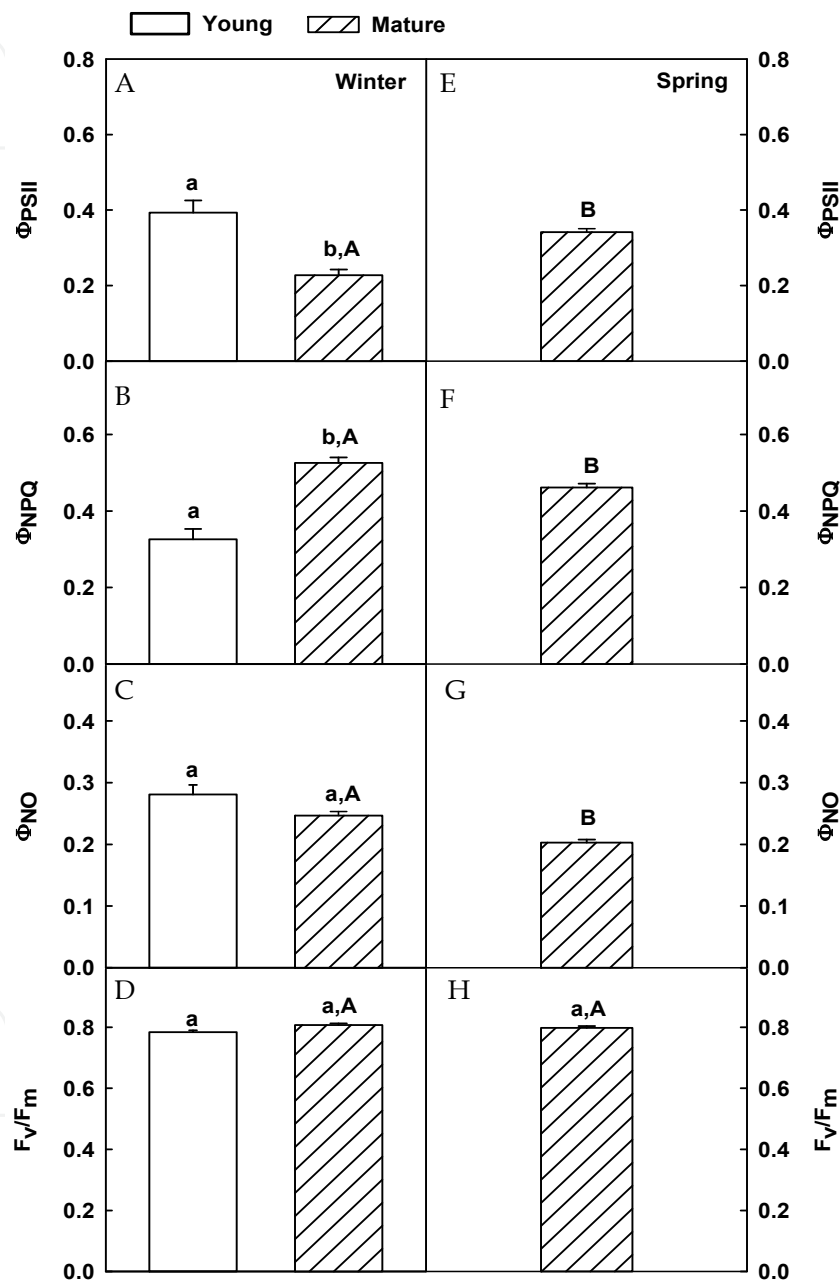 Young Mature
0.8 A Winter E Spring 0.8
0.6 0.6
ΦPSII a ΦPSII
0.4 B 0.4
b,A
0.2 0.2
0.0 0.0
B F
0.6 b,A 0.6
ΦNPQ B ΦNPQ
0.4 a 0.4
0.2 0.2
0.0 0.0
C G
0.4 0.4
ΦNO a ΦNO
0.3 a,A 0.3
B
0.2 0.2
0.1 0.1
0.0 0.0
D a a,A H a,A
0.8 0.8
Fv/Fm Fv/Fm
0.6 0.6
0.4 0.4
0.2 0.2
0.0 0.0